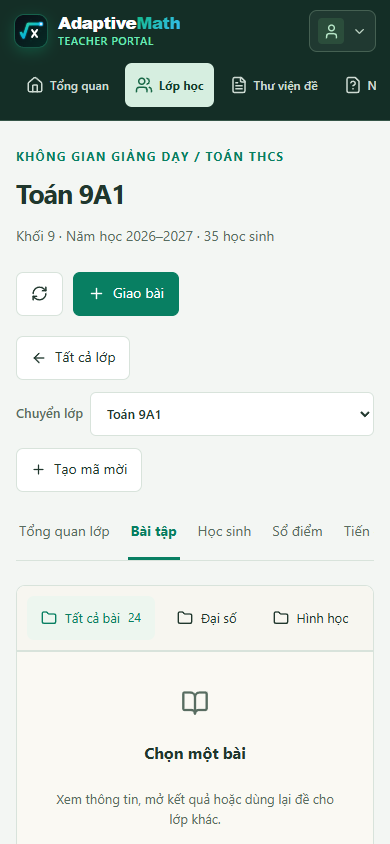 AdaptiveMath
TEACHER PORTAL
Tổng quan
Lớp học
Thư viện đề
N
KHÔNG GIAN GIẢNG DẠY / TOÁN THCS
Toán 9A1
Khối 9 · Năm học 2026–2027 · 35 học sinh
Giao bài
Tất cả lớp
Chuyển lớp
Toán 9A1
Tạo mã mời
Tổng quan lớp
Bài tập
Học sinh
Sổ điểm
Tiến
Tất cả bài 24
Đại số
Hình học
Chọn một bài
Xem thông tin, mở kết quả hoặc dùng lại đề cho
lớp khác.